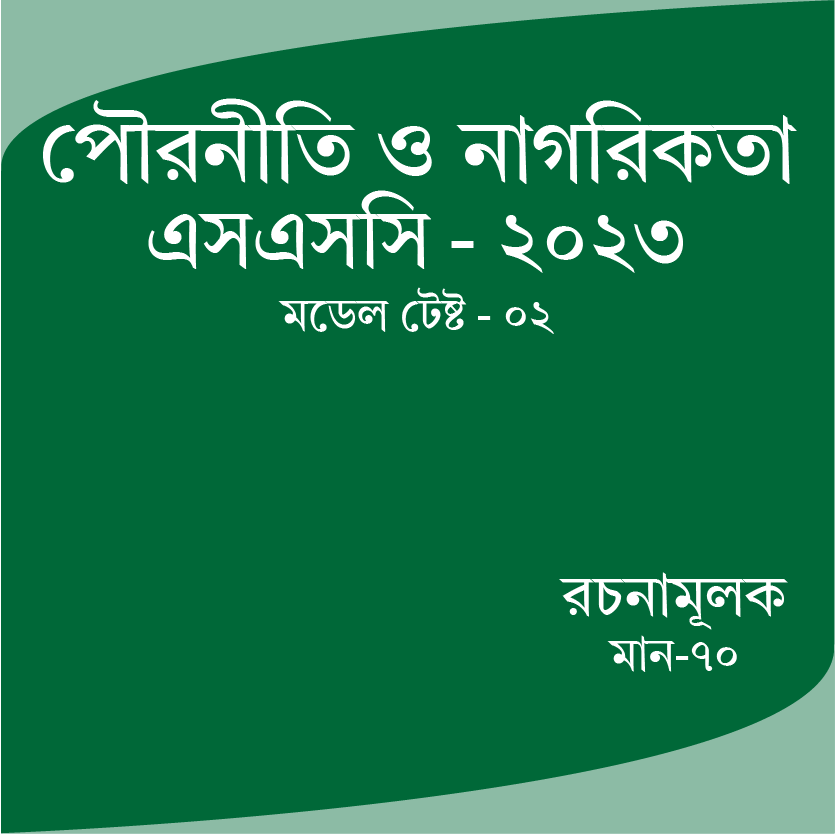 পৌরনীতি ও নাগরিকতা
এসএসসি - ২০২৩
মডেল টেষ্ট - ০২
রচনামূলক
মান-৭০